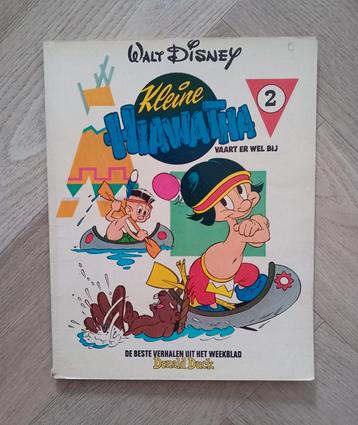 WALT DISNEY
Kleine
HIAWATHA
2
VAART ER WEL BIJ
DE BESTE VERHALEN UIT HET WEEKBLAD
Donald Duck